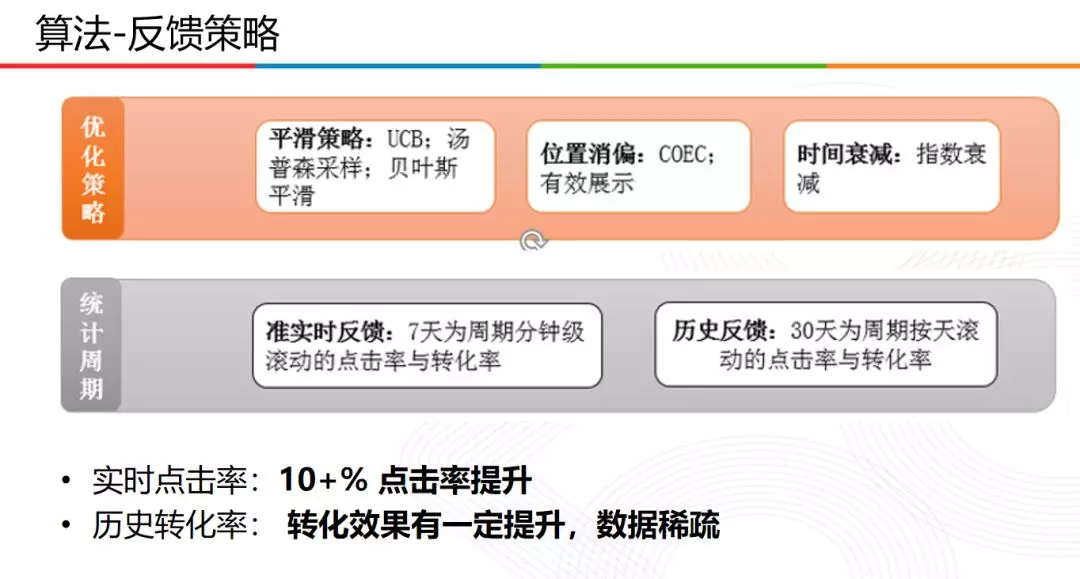 算法-反馈策略
优化策略
平滑策略：UCB；汤
普森采样；贝叶斯
平滑
位置消偏：COEC；
有效展示
时间衰减：指数衰
减
统计周期
准实时反馈：7天为周期分钟级
滚动的点击率与转化率
历史反馈：30天为周期按天滚
动的点击率与转化率
• 实时点击率：10+% 点击率提升
• 历史转化率： 转化效果有一定提升，数据稀疏